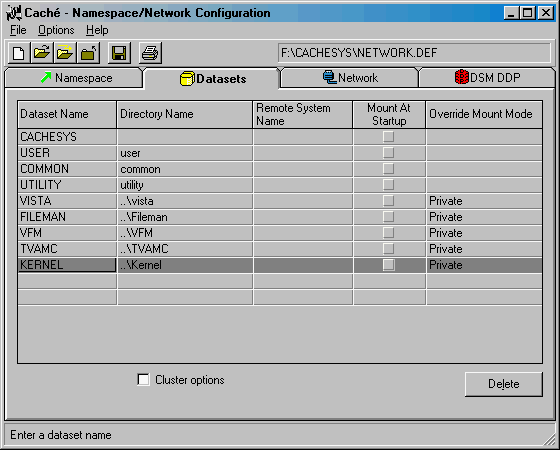 Caché - Namespace/Network Configuration
File Options Help
F:\CACHESYS\NETWORK.DEF
Namespace Datasets Network DSM DDP
Dataset Name Directory Name Remote System Name Mount At Startup Override Mount Mode
CACHESYS
USER user
COMMON common
UTILITY utility
VISTA ..\vista Private
FILEMAN ..\Fileman Private
VFM ..\VFM Private
TVAMC ..\TVAMC Private
KERNEL ..\Kernel Private
Cluster options Delete
Enter a dataset name